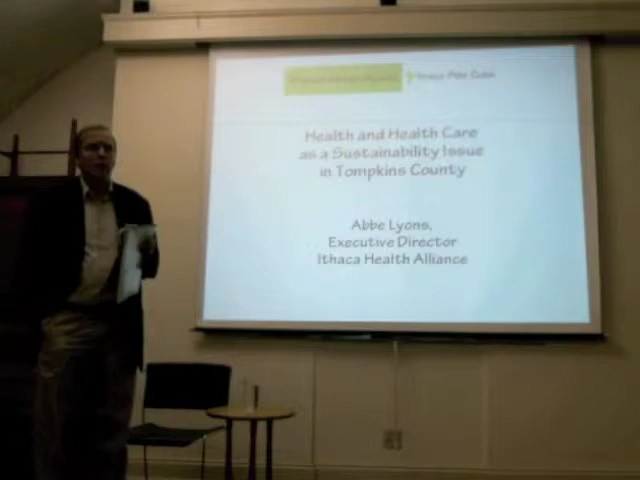 Health and Health Care
as a Sustainability Issue
in Tompkins County
Abbe Lyons,
Executive Director
Ithaca Health Alliance